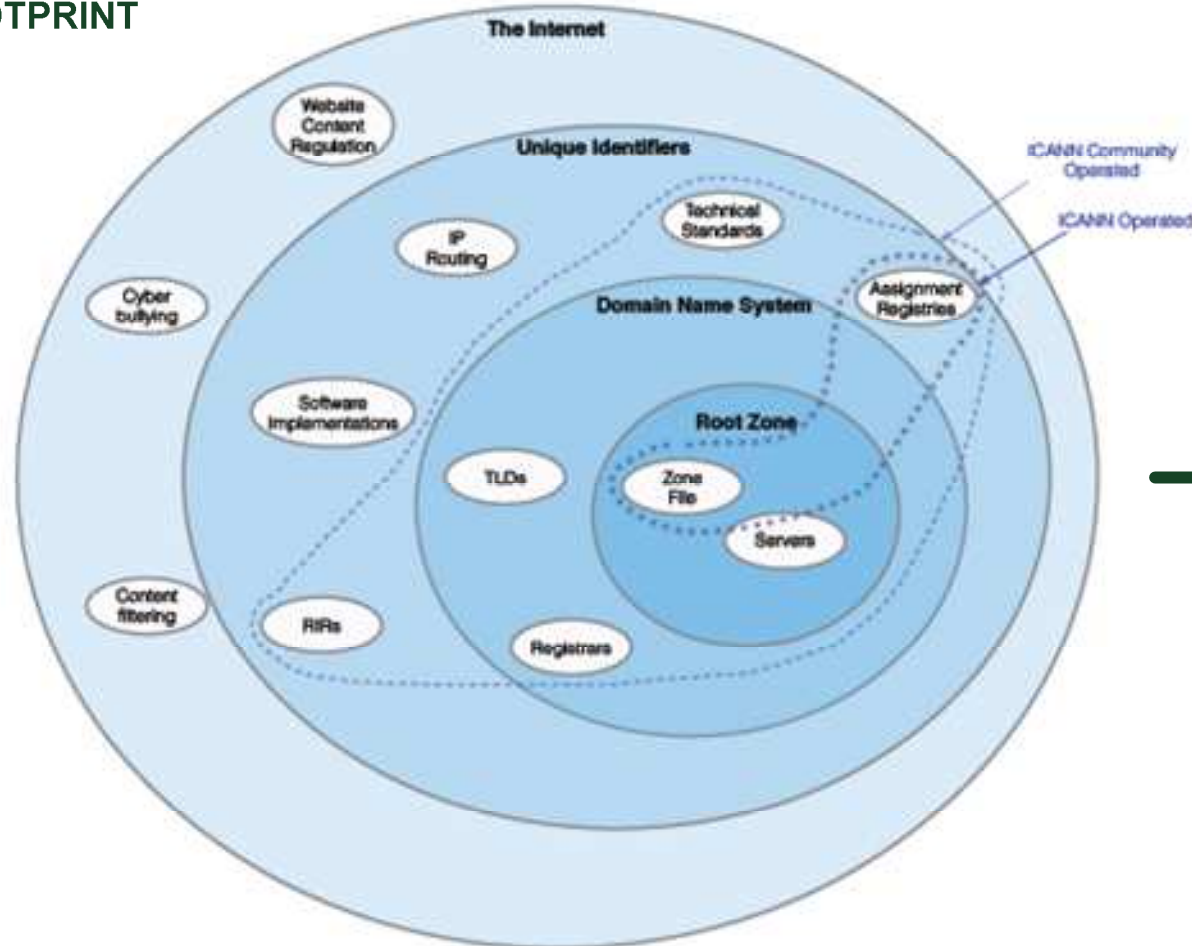 OTPRINT
The Internet
Website
Content
Regulation
Unique Identifiers
ICANN Community
Operated
Technical
Standards
ICANN Operated
IP
Routing
Assignment
Registries
Cyber
bullying
Domain Name System
Software
Implementations
Root Zone
TLDs
Zone
File
Servers
Content
filtering
RIRs
Registrars